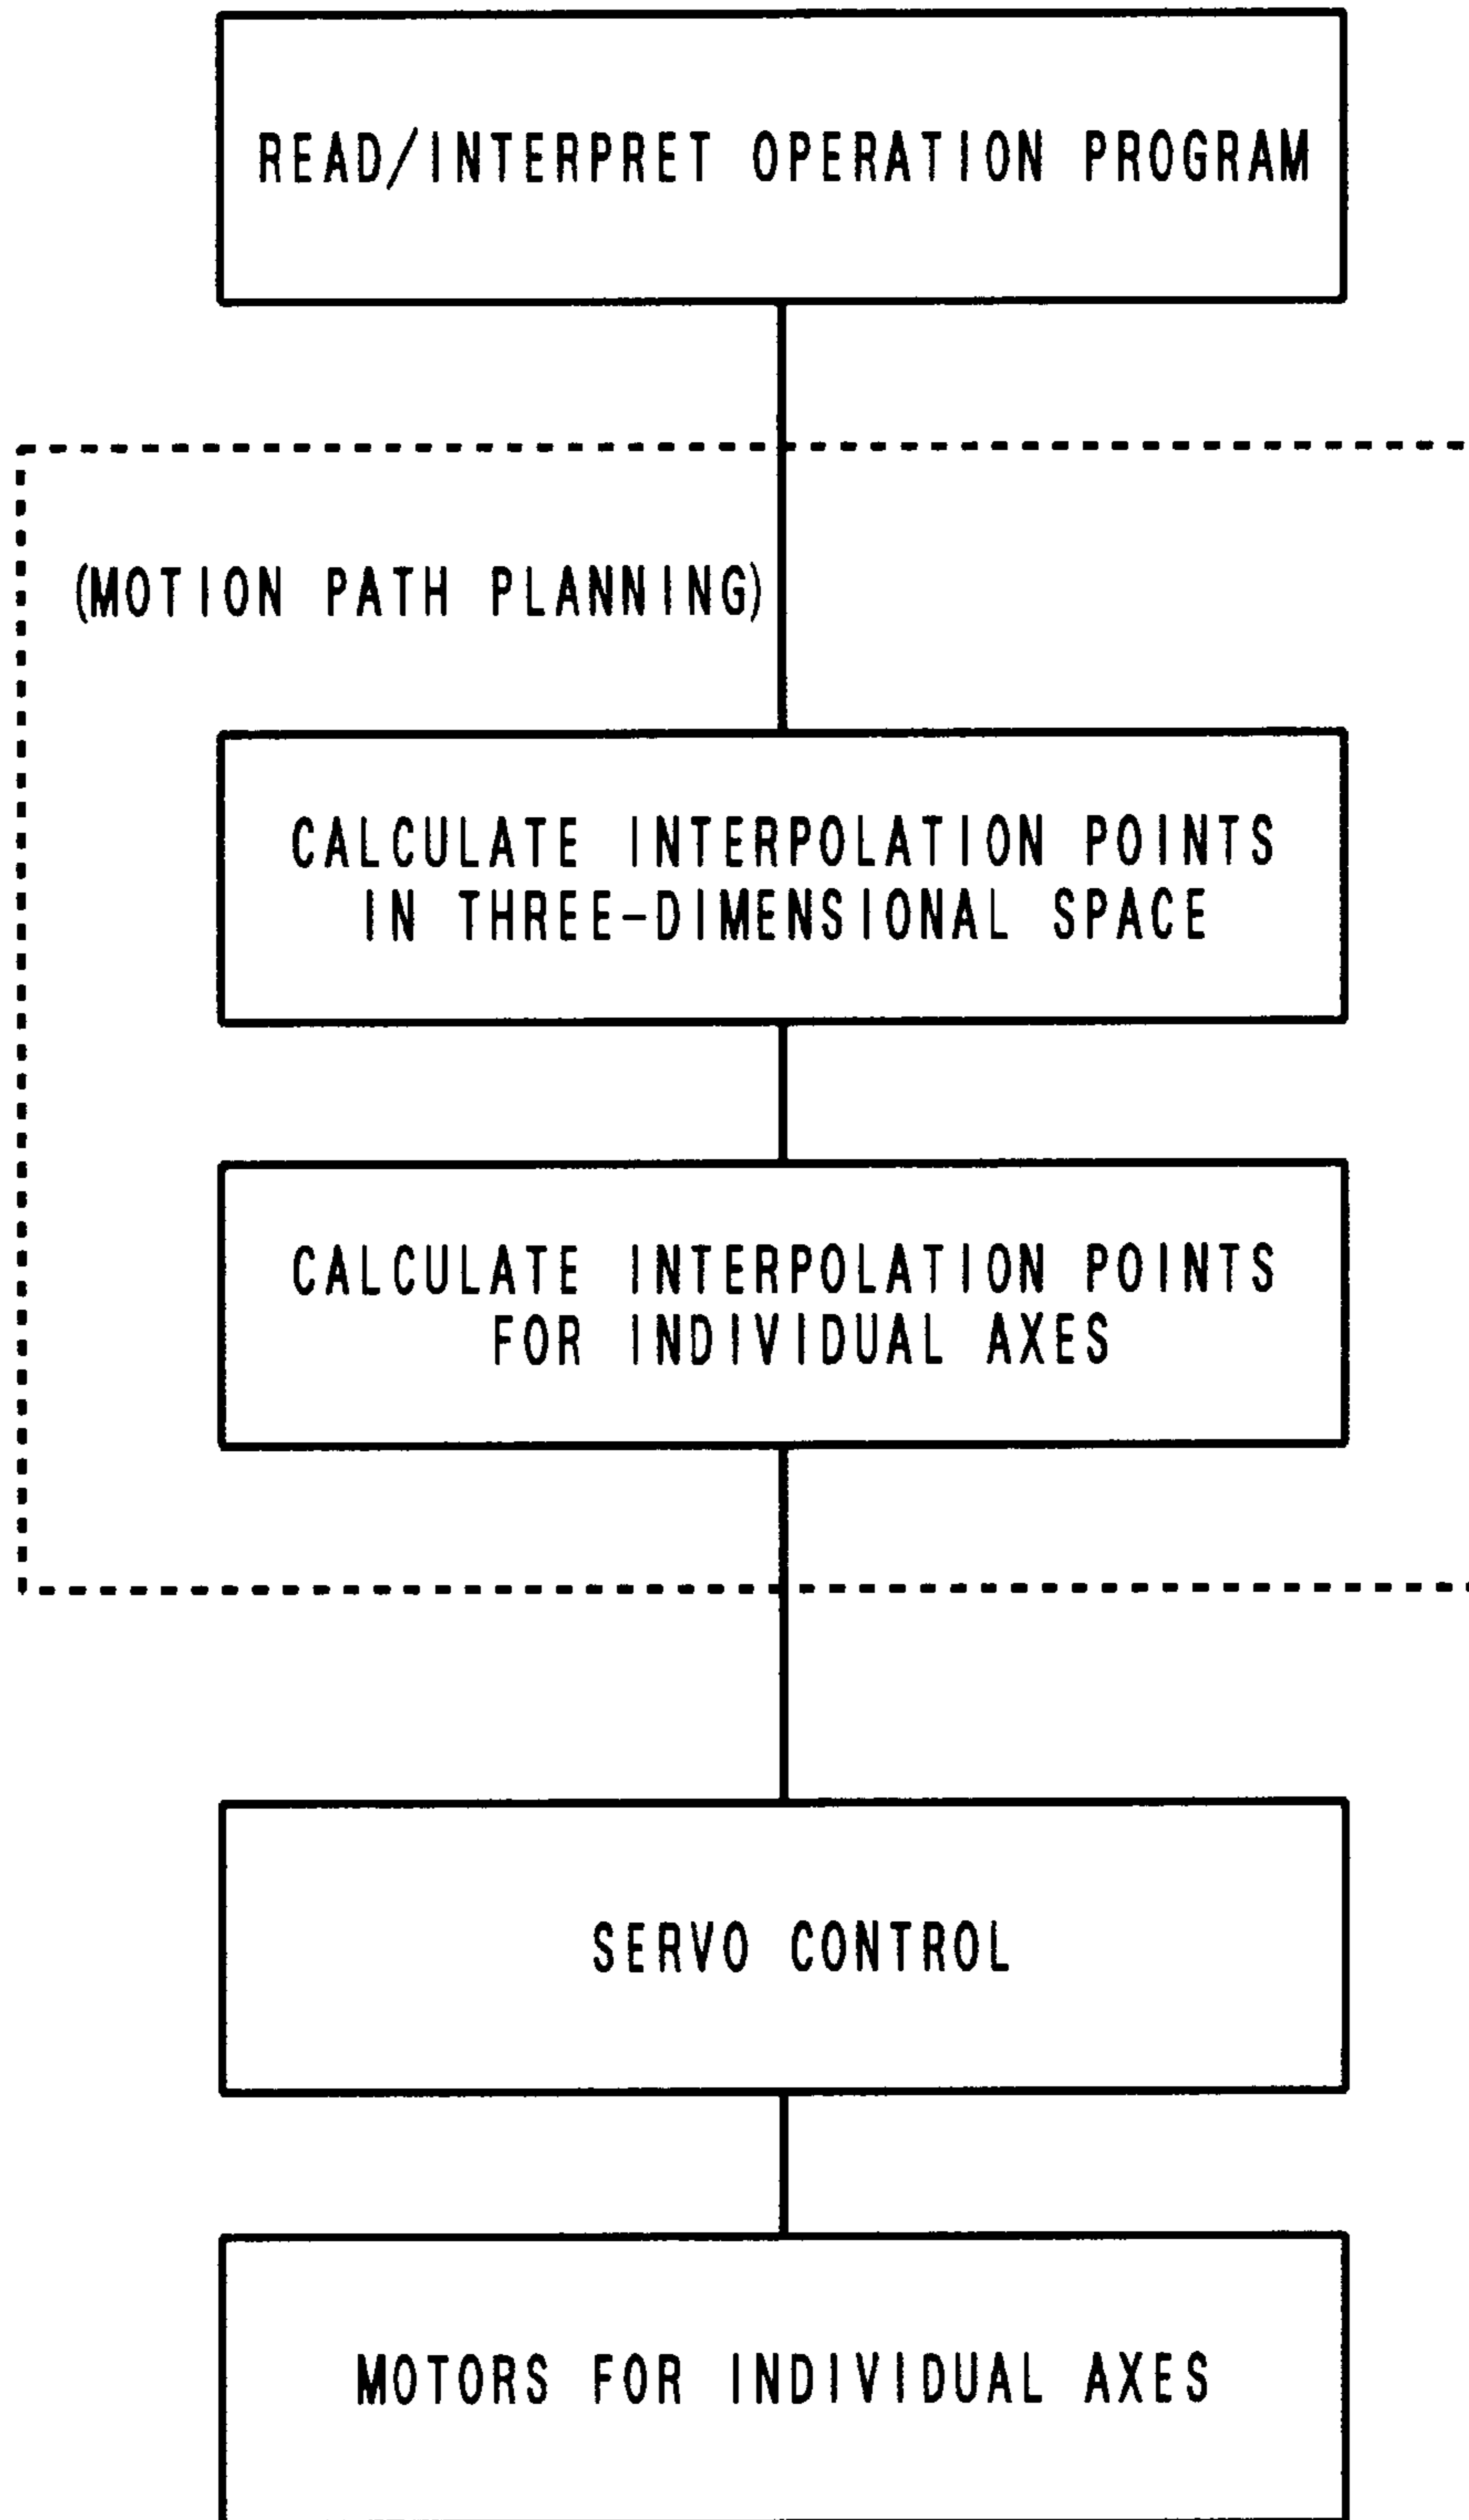 READ/INTERPRET OPERATION PROGRAM
(MOTION PATH PLANNING)
CALCULATE INTERPOLATION POINTS
IN THREE-DIMENSIONAL SPACE
CALCULATE INTERPOLATION POINTS
FOR INDIVIDUAL AXES
SERVO CONTROL
MOTORS FOR INDIVIDUAL AXES